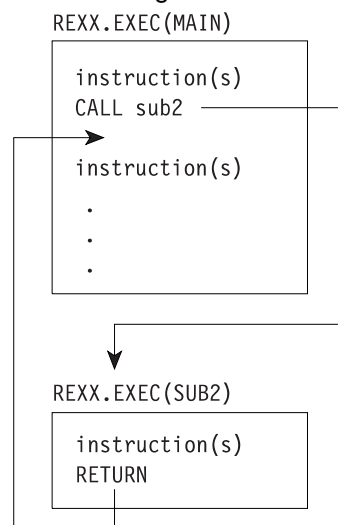 REXX.EXEC(MAIN)
instruction(s)
CALL sub2
instruction(s)
.
.
.
REXX.EXEC(SUB2)
instruction(s)
RETURN